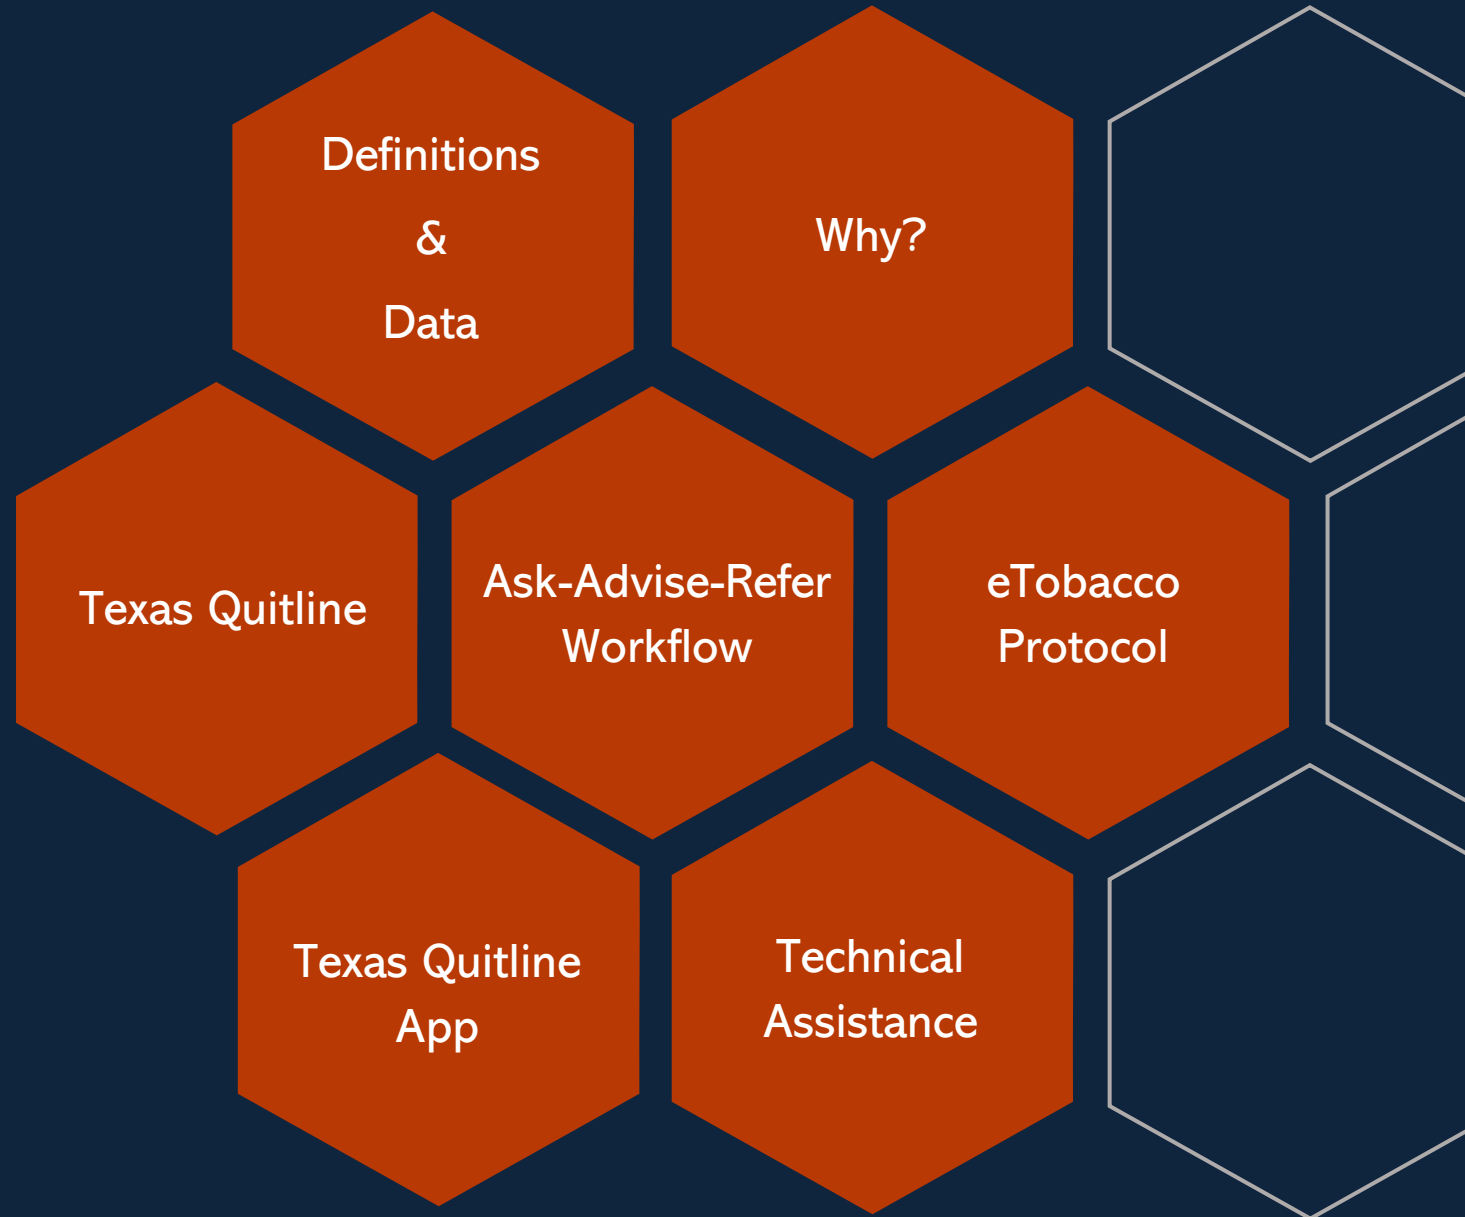 Definitions
&
Data
Why?
Texas Quitline
Ask-Advise-Refer
Workflow
eTobacco
Protocol
Texas Quitline
App
Technical
Assistance